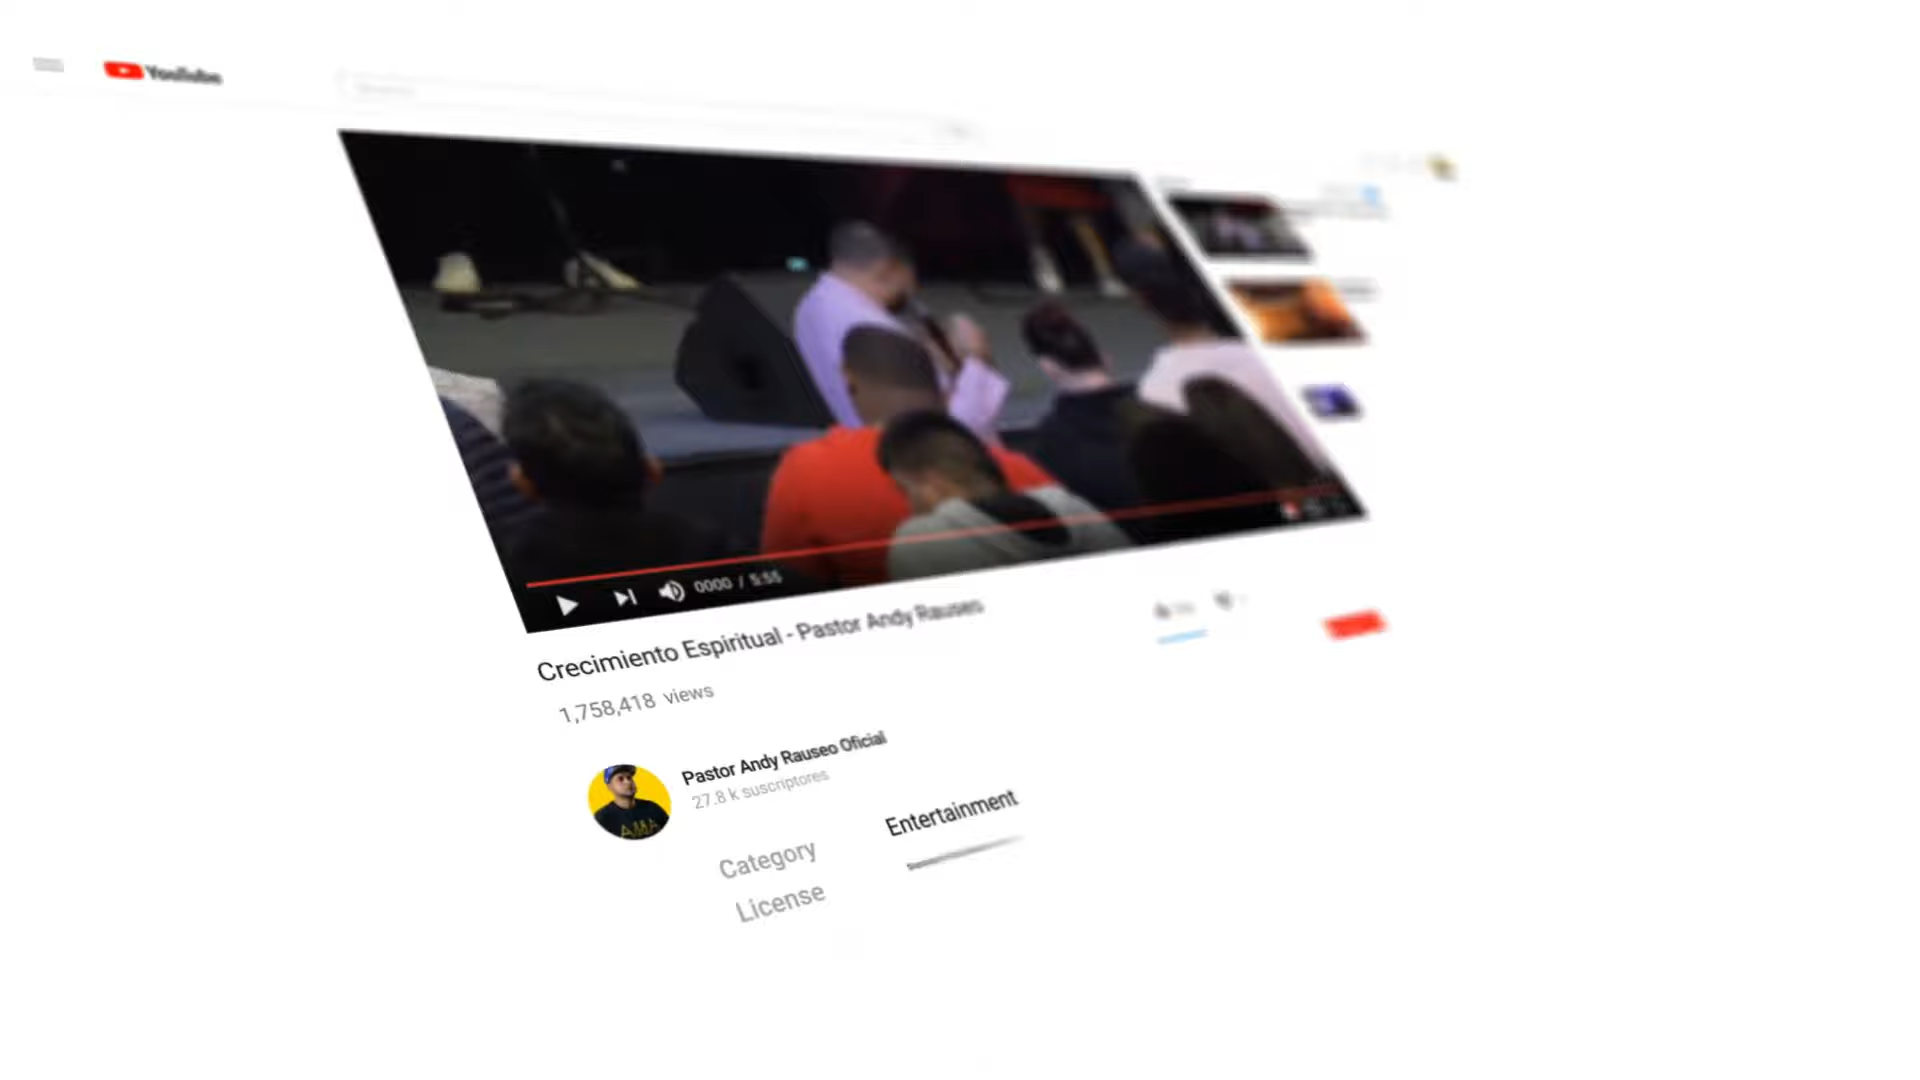 YouTube
0000 / 5:55
Crecimiento Espiritual - Pastor Andy Rauseo
1,758,418 views
Pastor Andy Rauseo Oficial
27.8 k suscriptores
AMA
Category
Entertainment
License